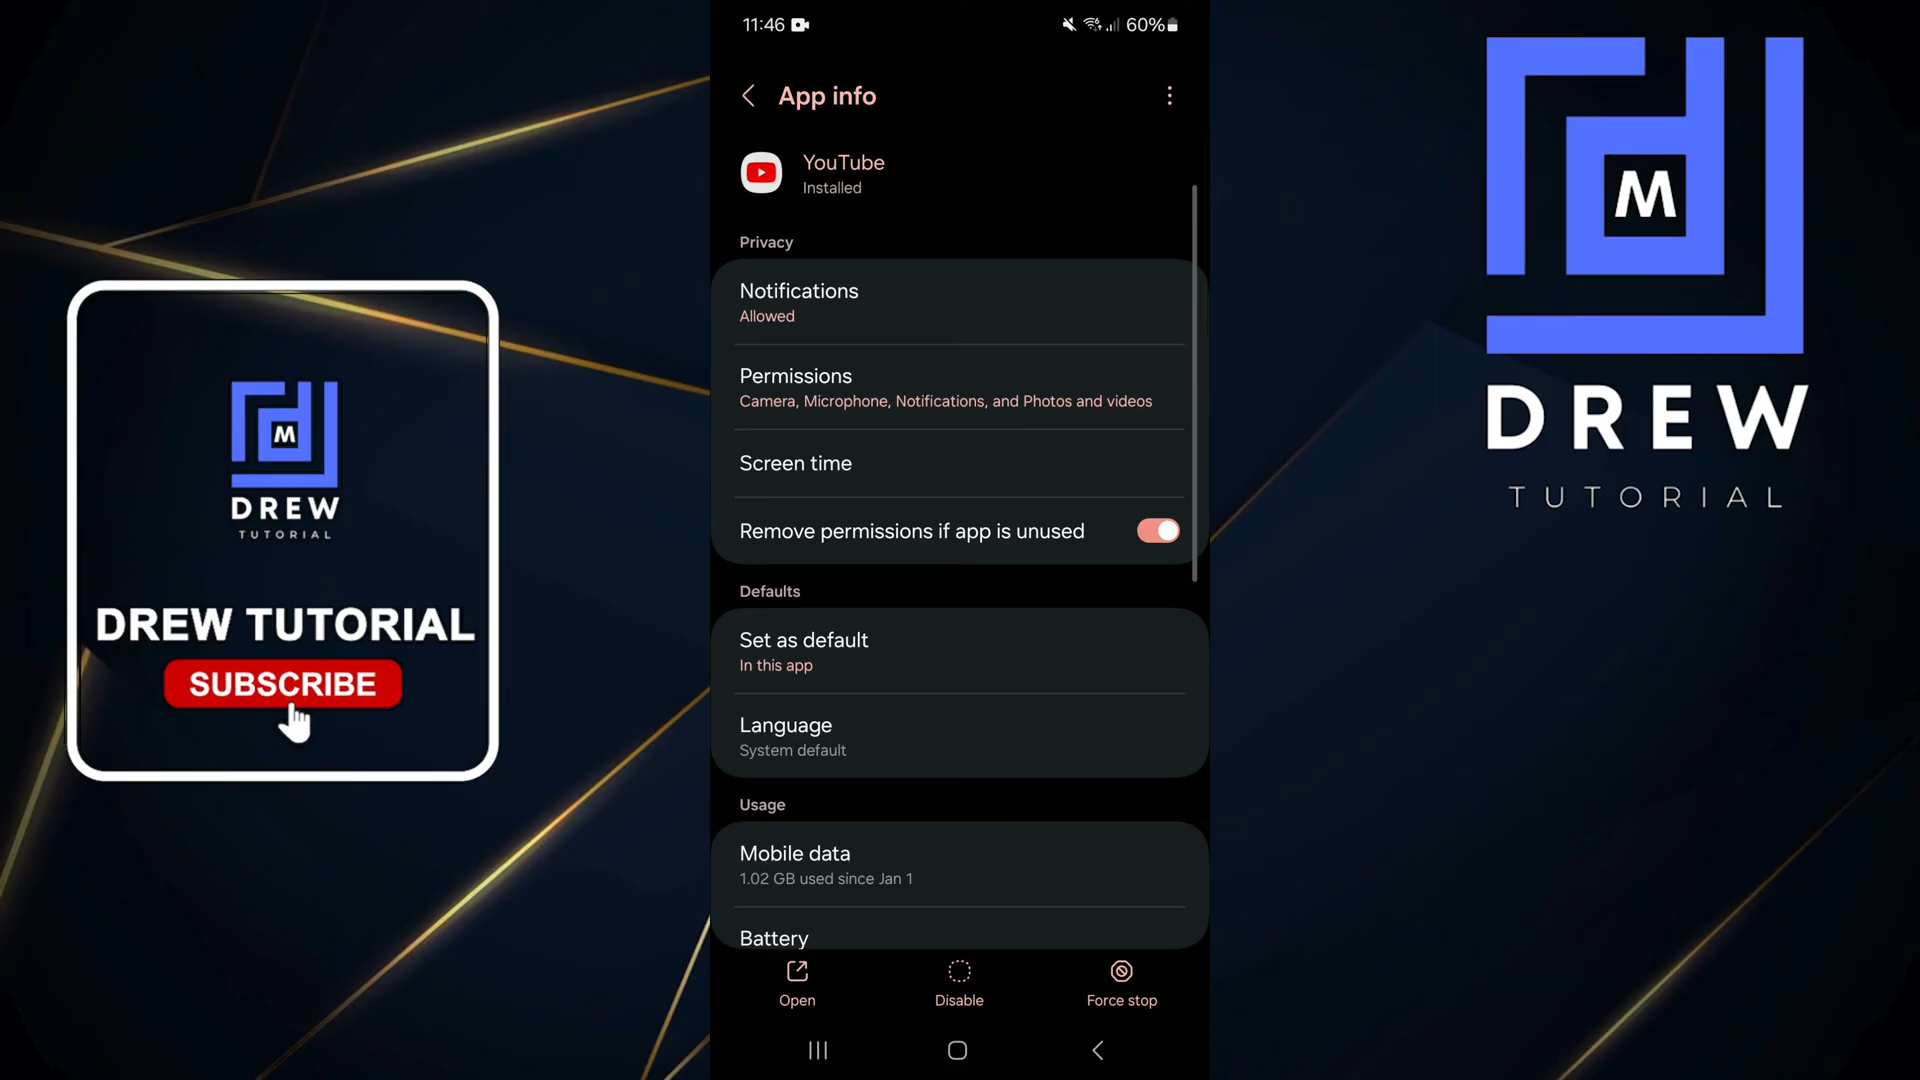 11:46
60%
App info
YouTube
Installed
Privacy
Notifications
Allowed
Permissions
Camera, Microphone, Notifications, and Photos and videos
Screen time
Remove permissions if app is unused
Defaults
Set as default
In this app
Language
System default
Usage
Mobile data
1.02 GB used since Jan 1
Battery
Open
Disable
Force stop
M
DREW
TUTORIAL
DREW TUTORIAL
SUBSCRIBE
M
DREW
TUTORIAL